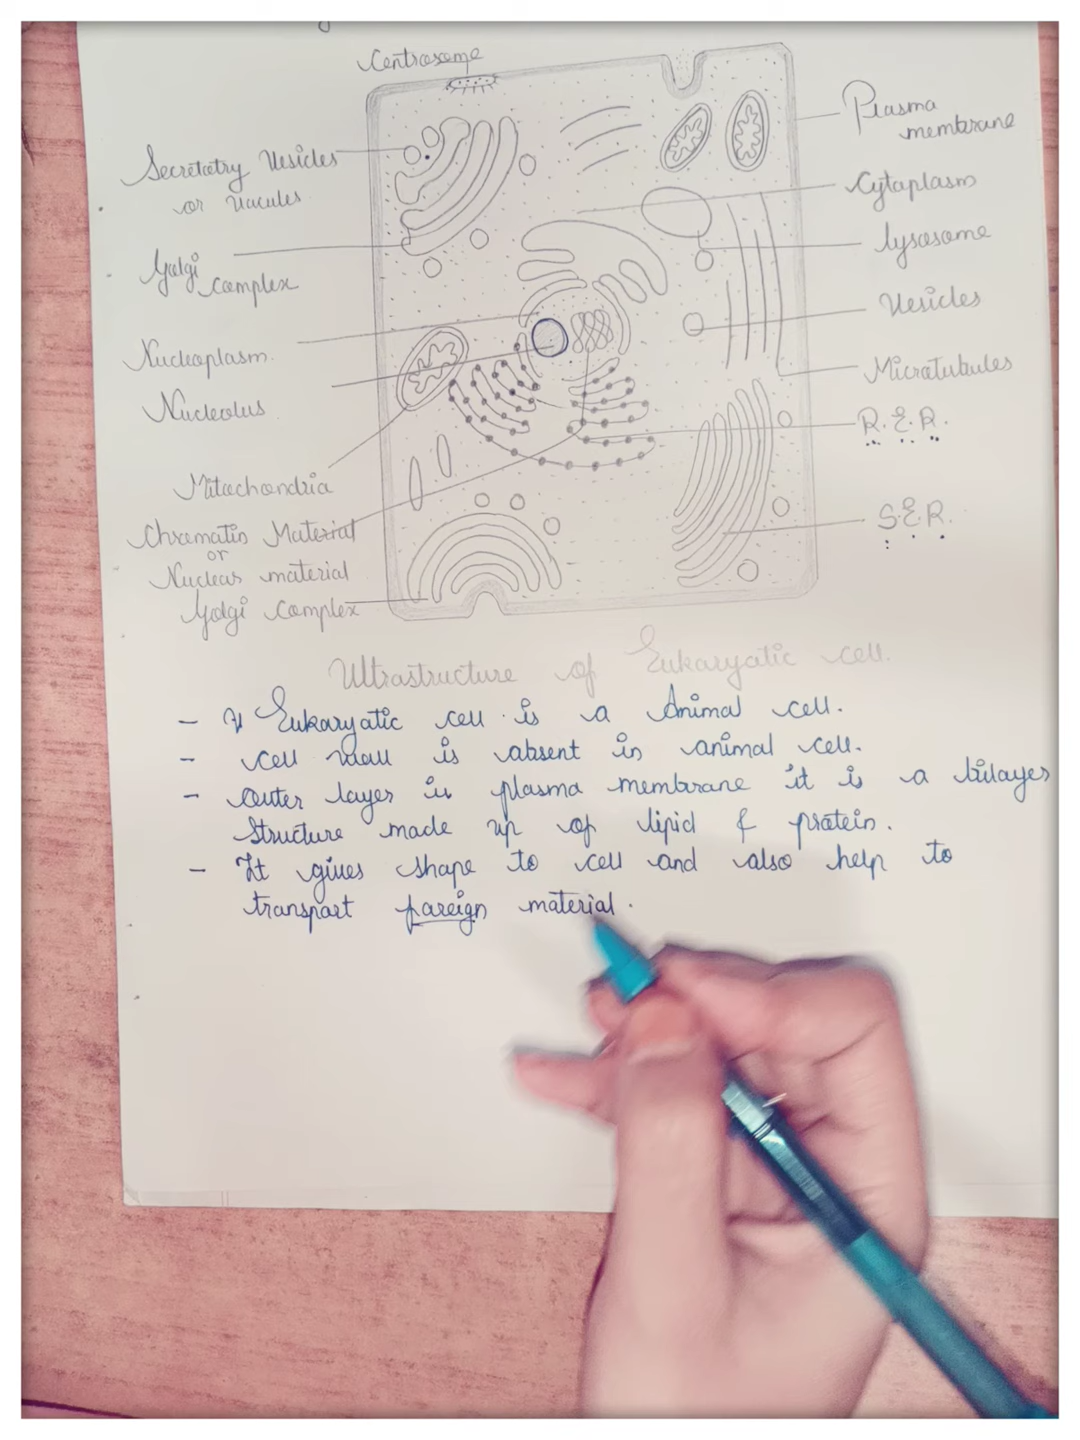 Centrosome
Secretetry Vesicles
or Vacules
Golgi
complex
Nucleoplasm.
Nucleolus
Mitochondria
Chromatin Material
or
Nucleas material
Golgi complex
Plasma
membrane
Cytoplasm
Lysosome
Vesicles
Microtubules
R.E.R.
S.E.R.
Ultrastructure of Eukaryotic cell.
- Eukaryotic cell is a Animal cell.
- cell wall is absent in animal cell.
- outer layer is plasma membrane it is a bilayer
structure made up of lipid & protein.
- It gives shape to cell and also help to
transport foreign material.